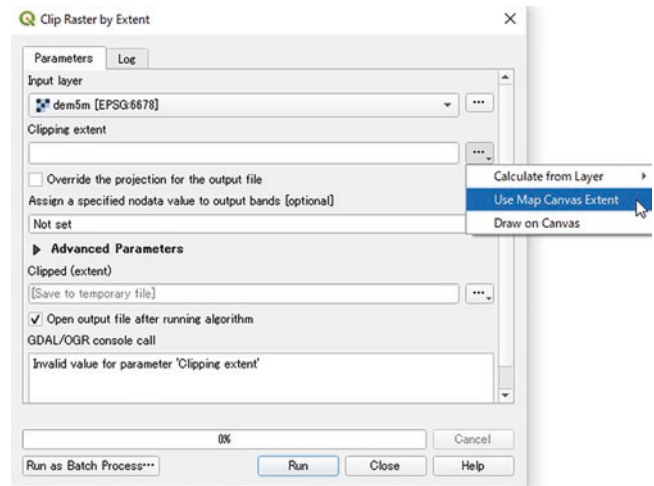 Clip Raster by Extent
Parameters Log
Input layer
dem5m [EPSG:6678]
Clipping extent
Override the projection for the output file
Assign a specified nodata value to output bands [optional]
Not set
Advanced Parameters
Clipped (extent)
[Save to temporary file]
Open output file after running algorithm
GDAL/OGR console call
Invalid value for parameter 'Clipping extent'
0%
Cancel
Run as Batch Process… Run Close Help
Calculate from Layer
Use Map Canvas Extent
Draw on Canvas